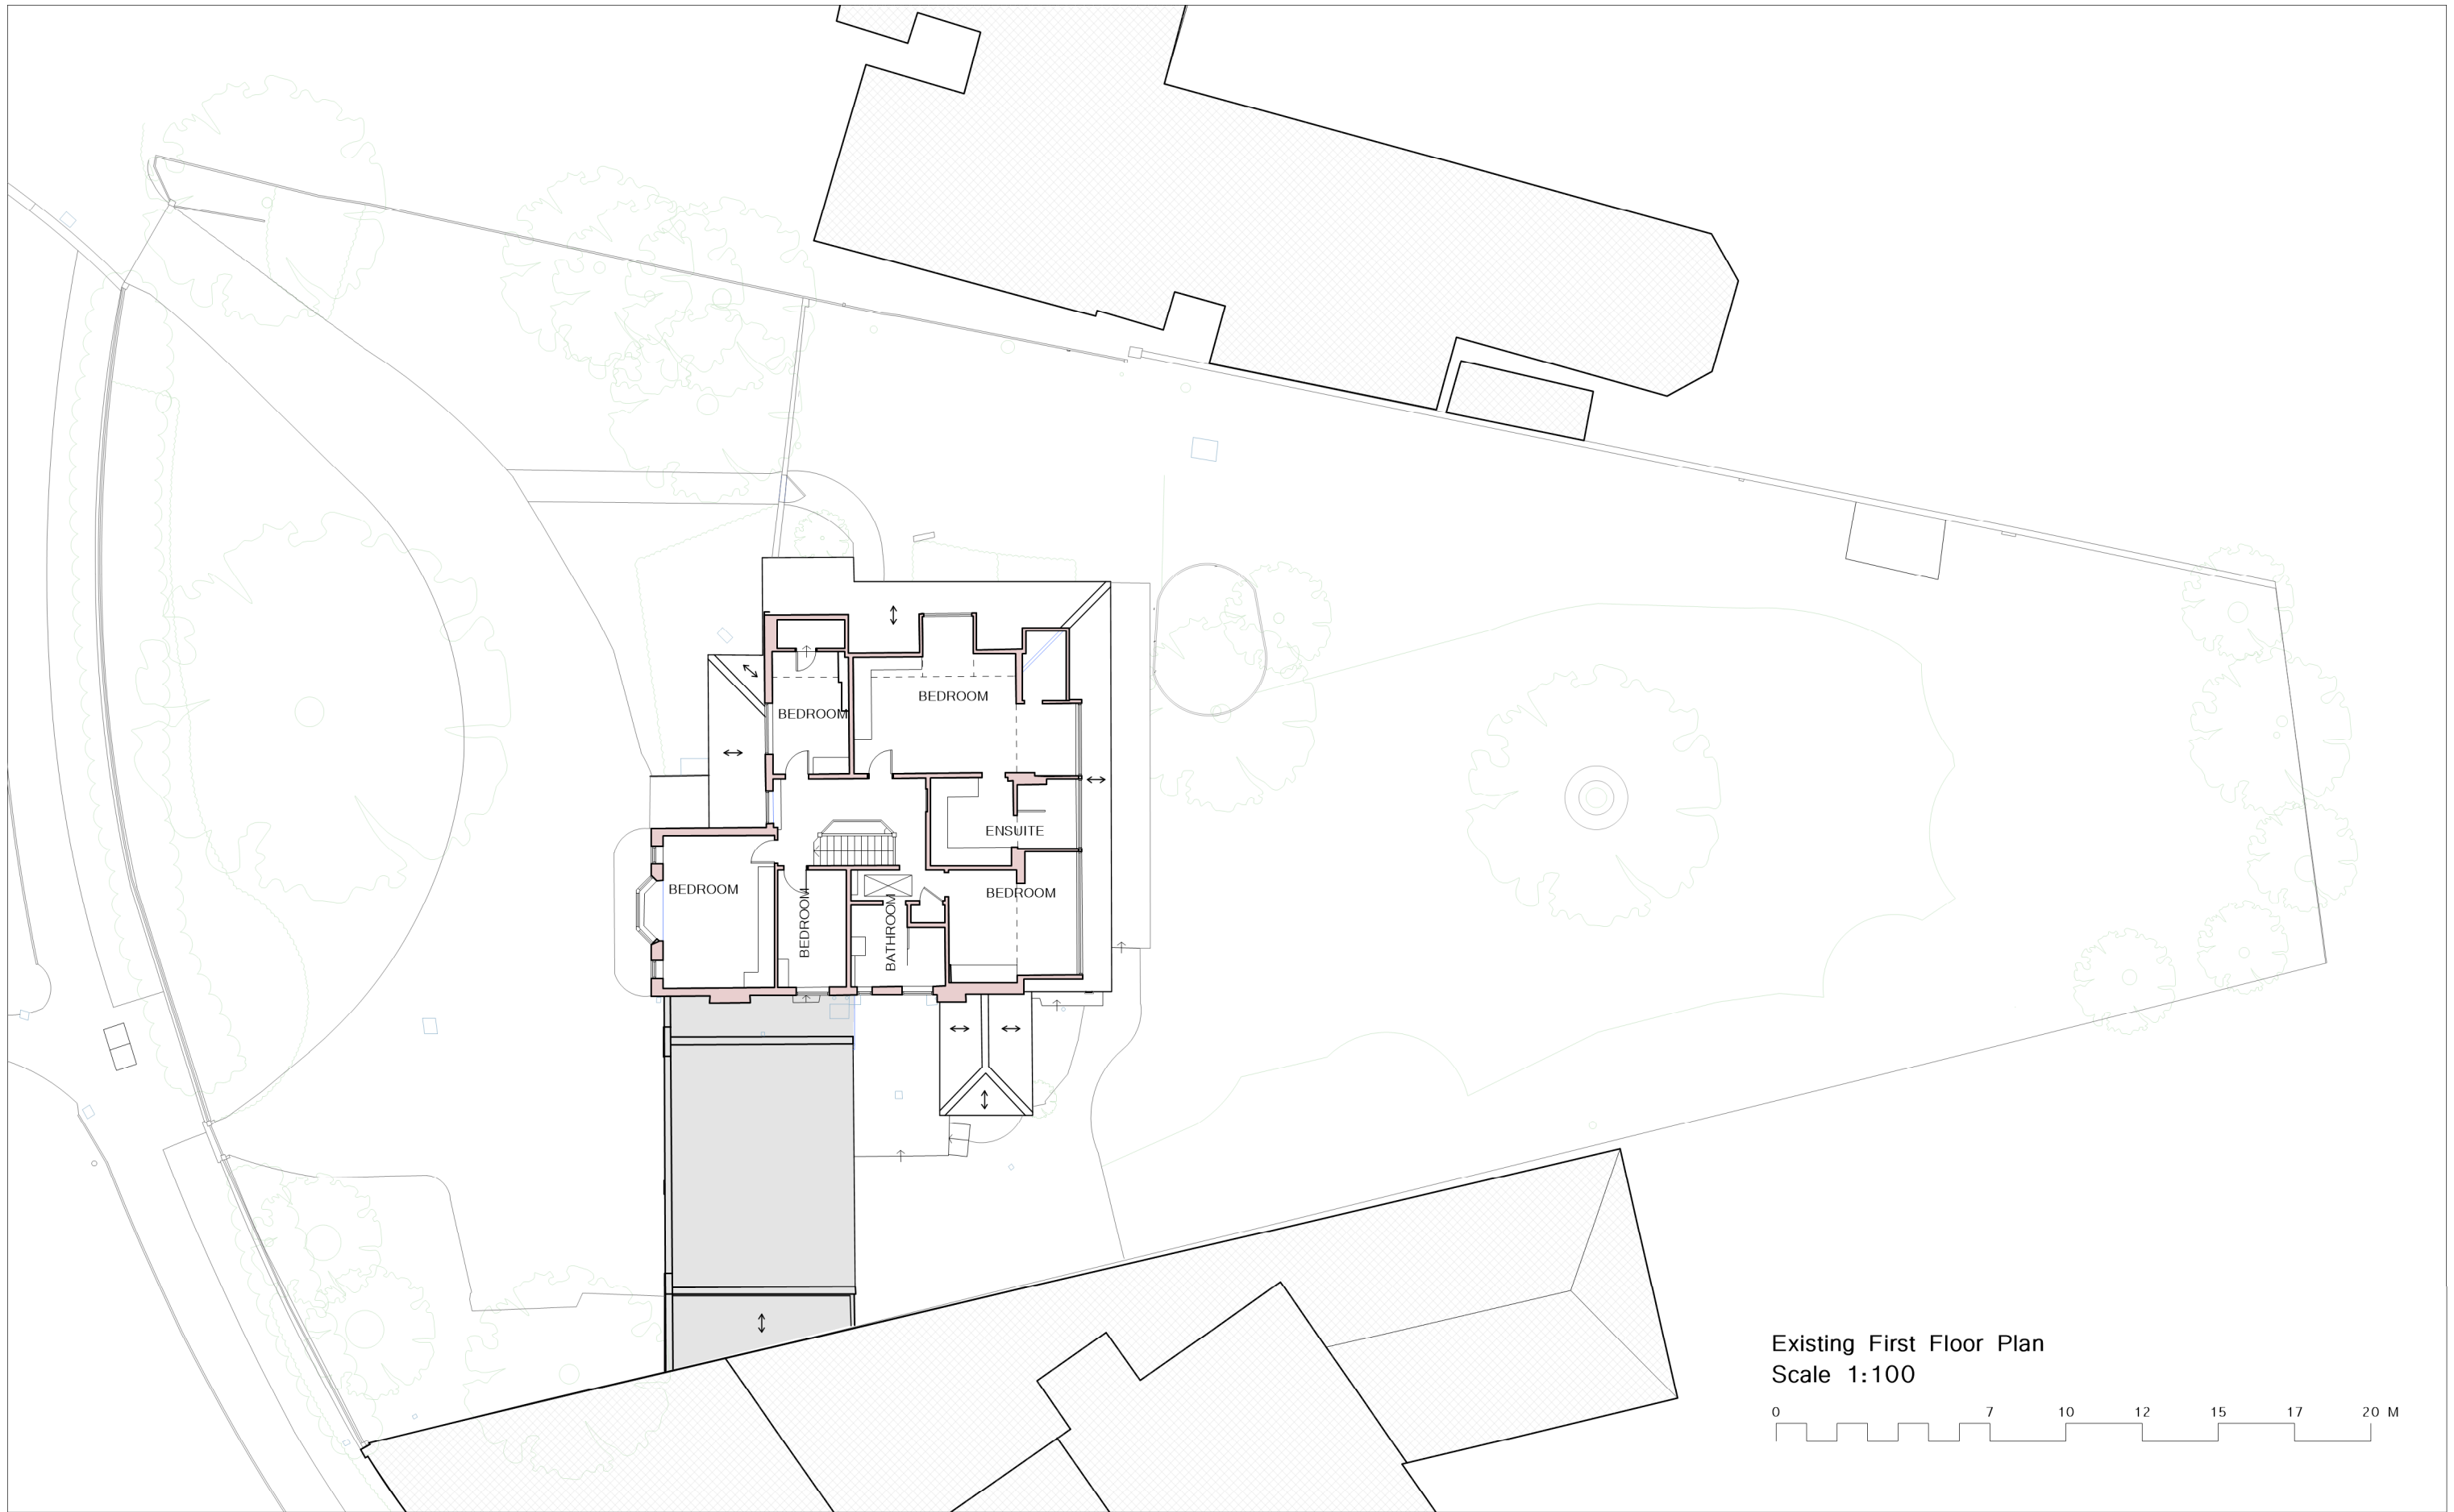 BEDROOM
BEDROOM
ENSUITE
BEDROOM
BEDROOM
BEDROOM
BATHROOM
Existing First Floor Plan
Scale 1:100
0 7 10 12 15 17 20 M